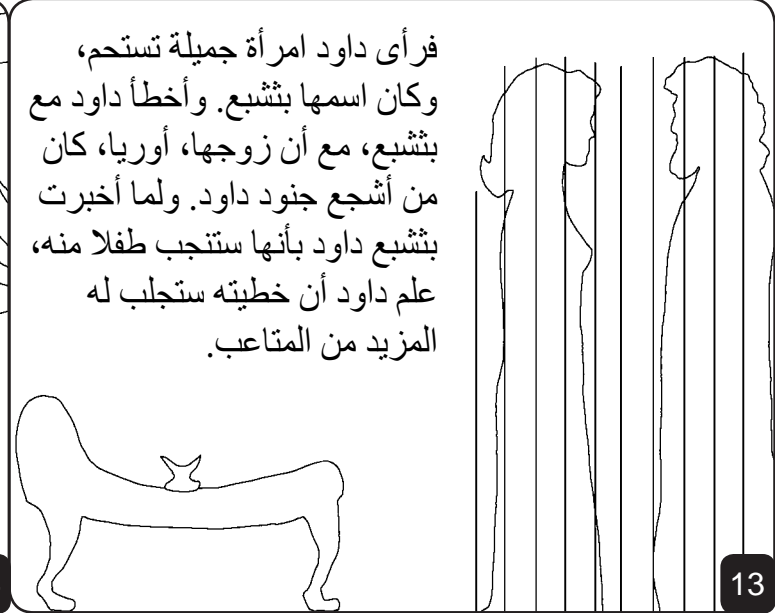 فرأى داود امرأة جميلة تستحم،
وكان اسمها بثشبع. وأخطأ داود مع
بثشبع، مع أن زوجها، أوريا، كان
من أشجع جنود داود. ولما أخبرت
بثشبع داود بأنها ستنجب طفلا منه،
علم داود أن خطيته ستجلب له
المزيد من المتاعب.
13